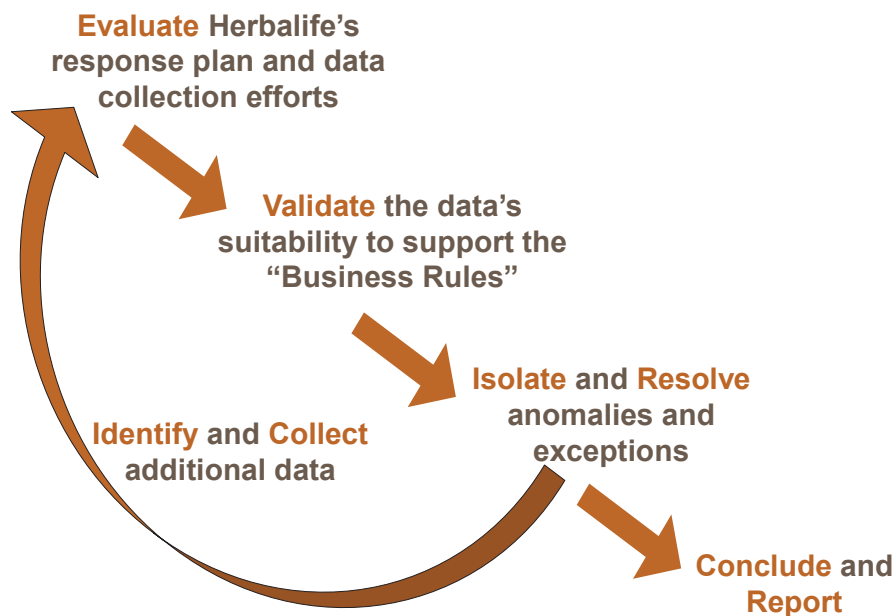 Evaluate Herbalife’s
response plan and data
collection efforts
Validate the data’s
suitability to support the
“Business Rules”
Isolate and Resolve
anomalies and
exceptions
Identify and Collect
additional data
Conclude and
Report